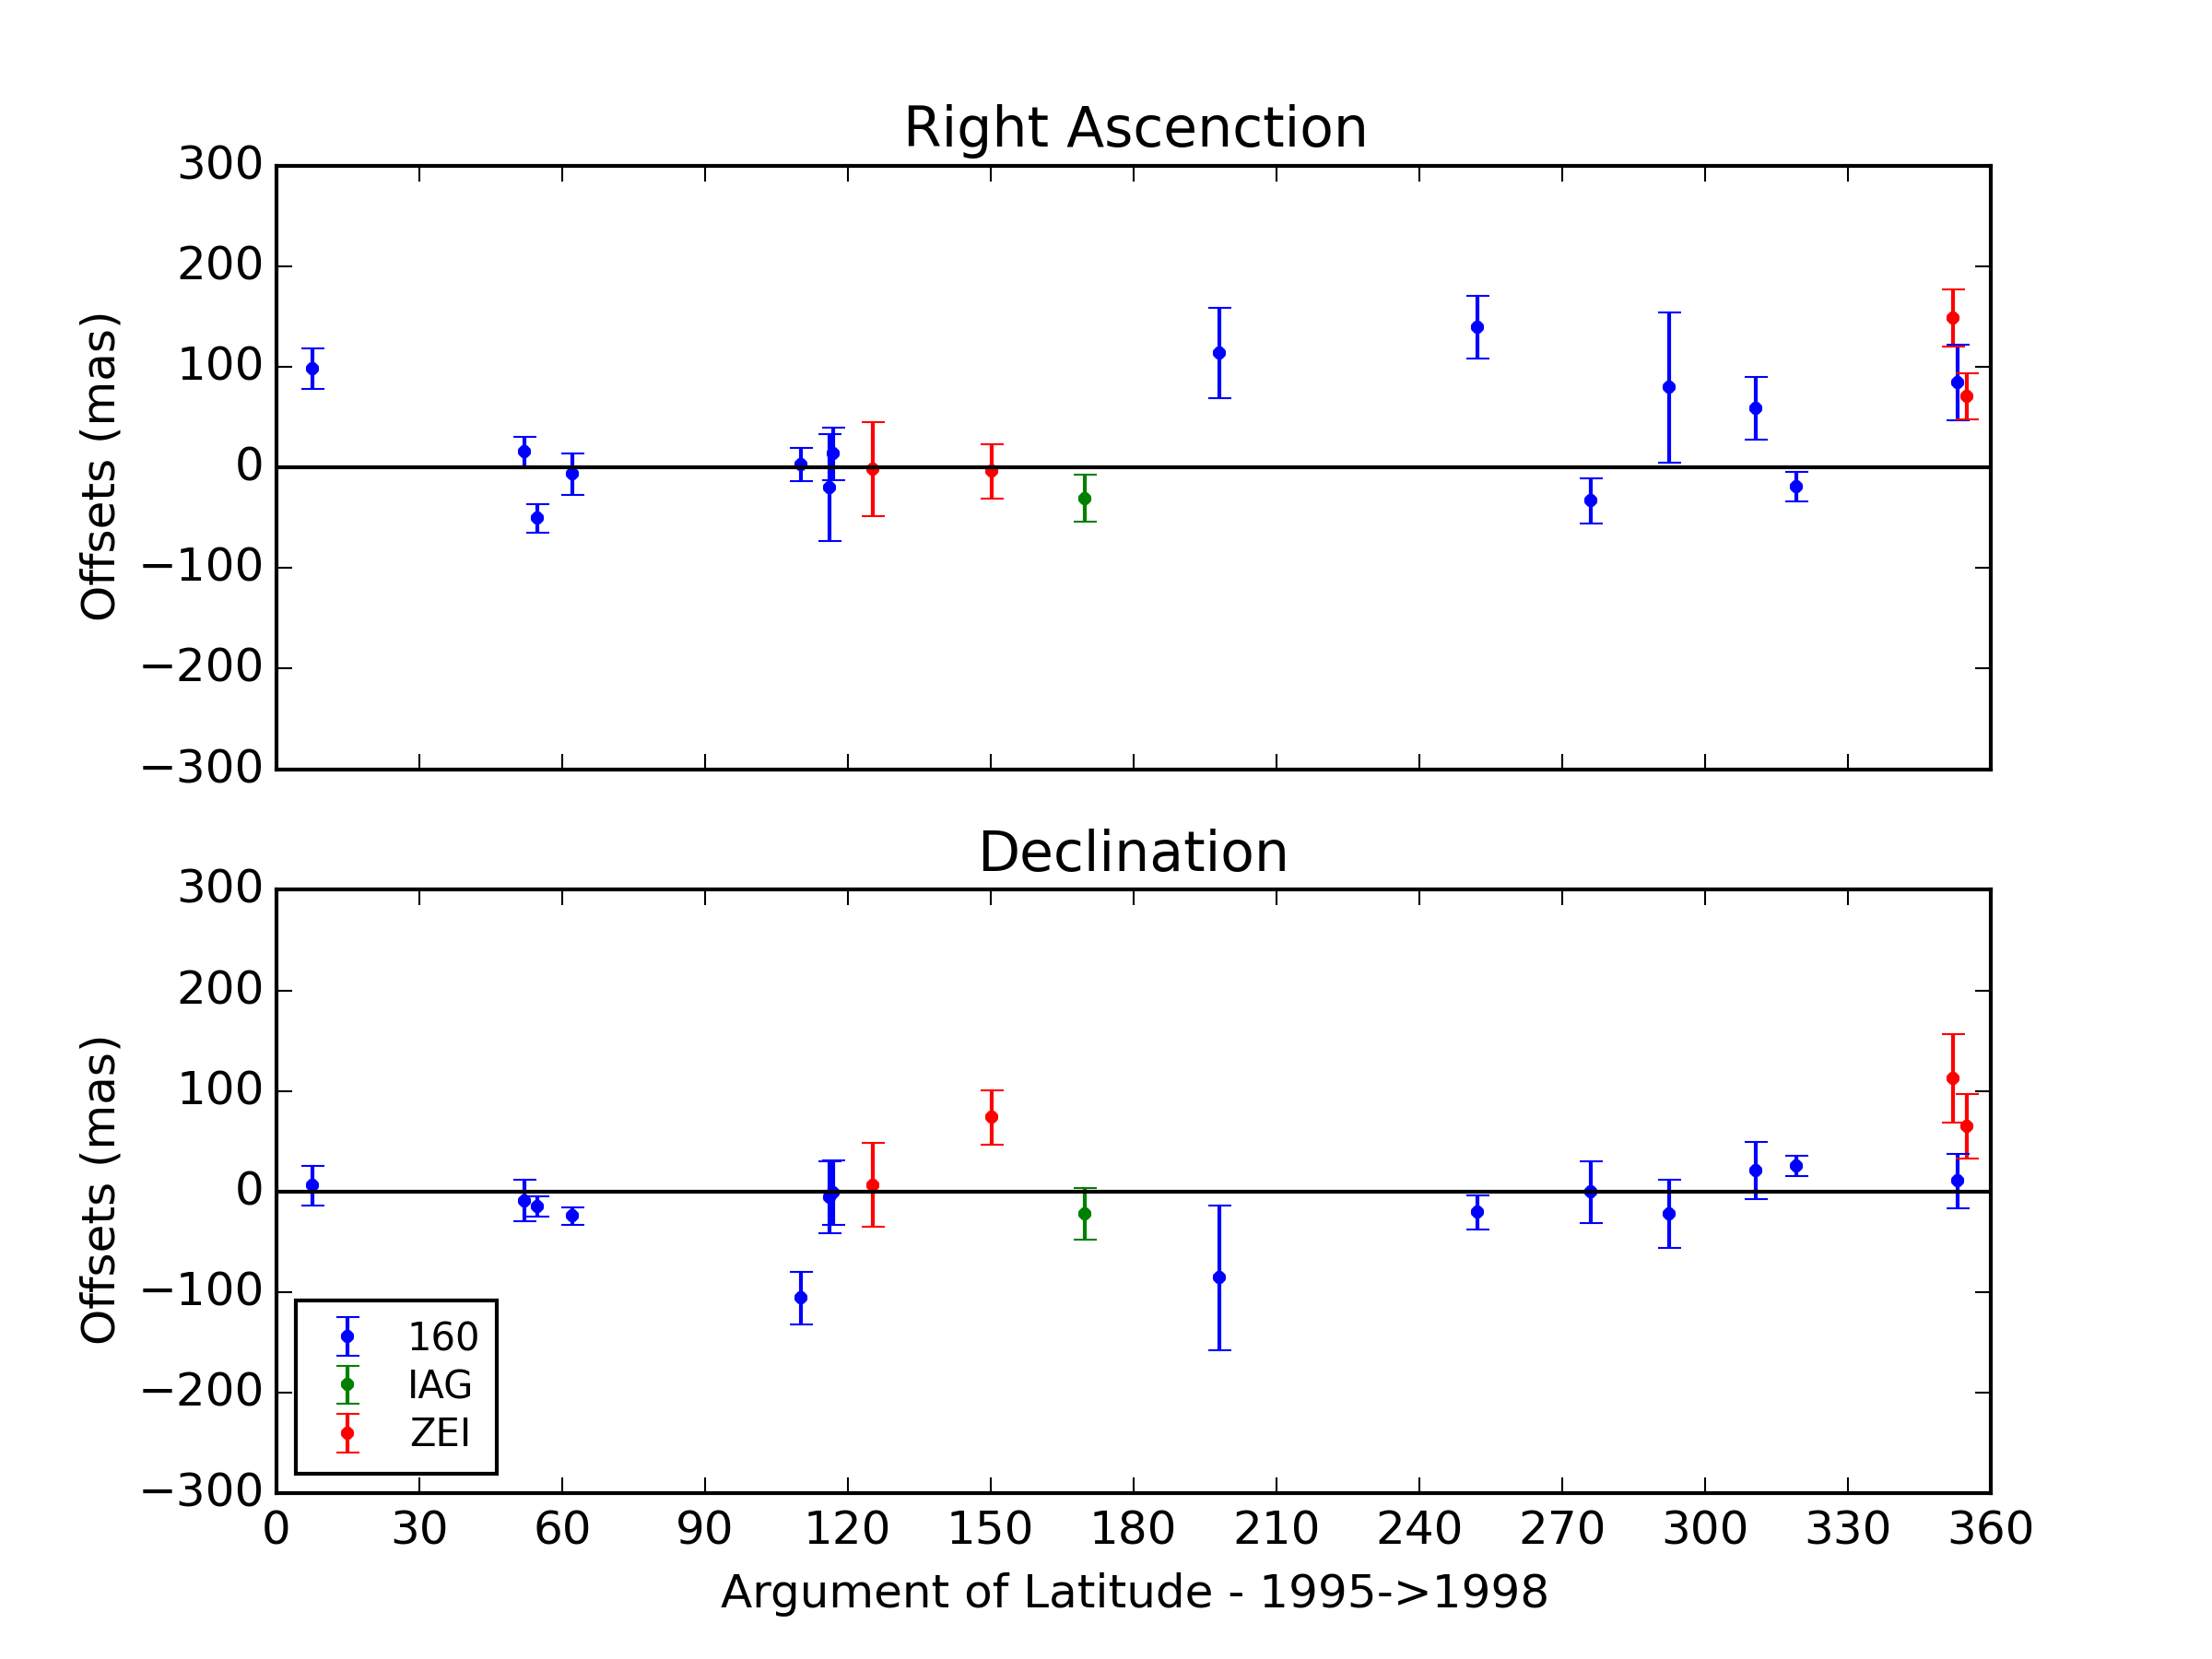 Right Ascenction
300
200
100
0
−100
−200
−300
Offsets (mas)
Declination
300
200
100
0
−100
−200
−300
Offsets (mas)
160
IAG
ZEI
0 30 60 90 120 150 180 210 240 270 300 330 360
Argument of Latitude - 1995->1998